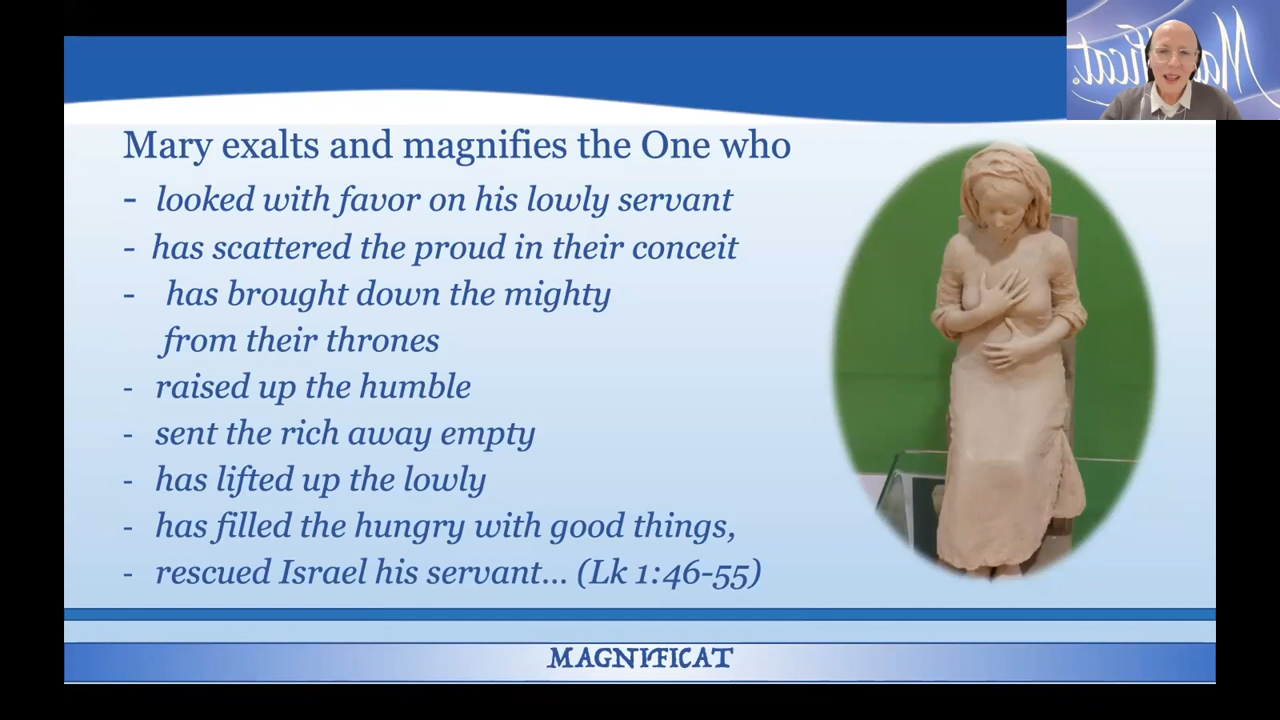 Mary exalts and magnifies the One who
- looked with favor on his lowly servant
- has scattered the proud in their conceit
- has brought down the mighty
from their thrones
- raised up the humble
- sent the rich away empty
- has lifted up the lowly
- has filled the hungry with good things,
- rescued Israel his servant... (Lk 1:46-55)
MAGNIFICAT